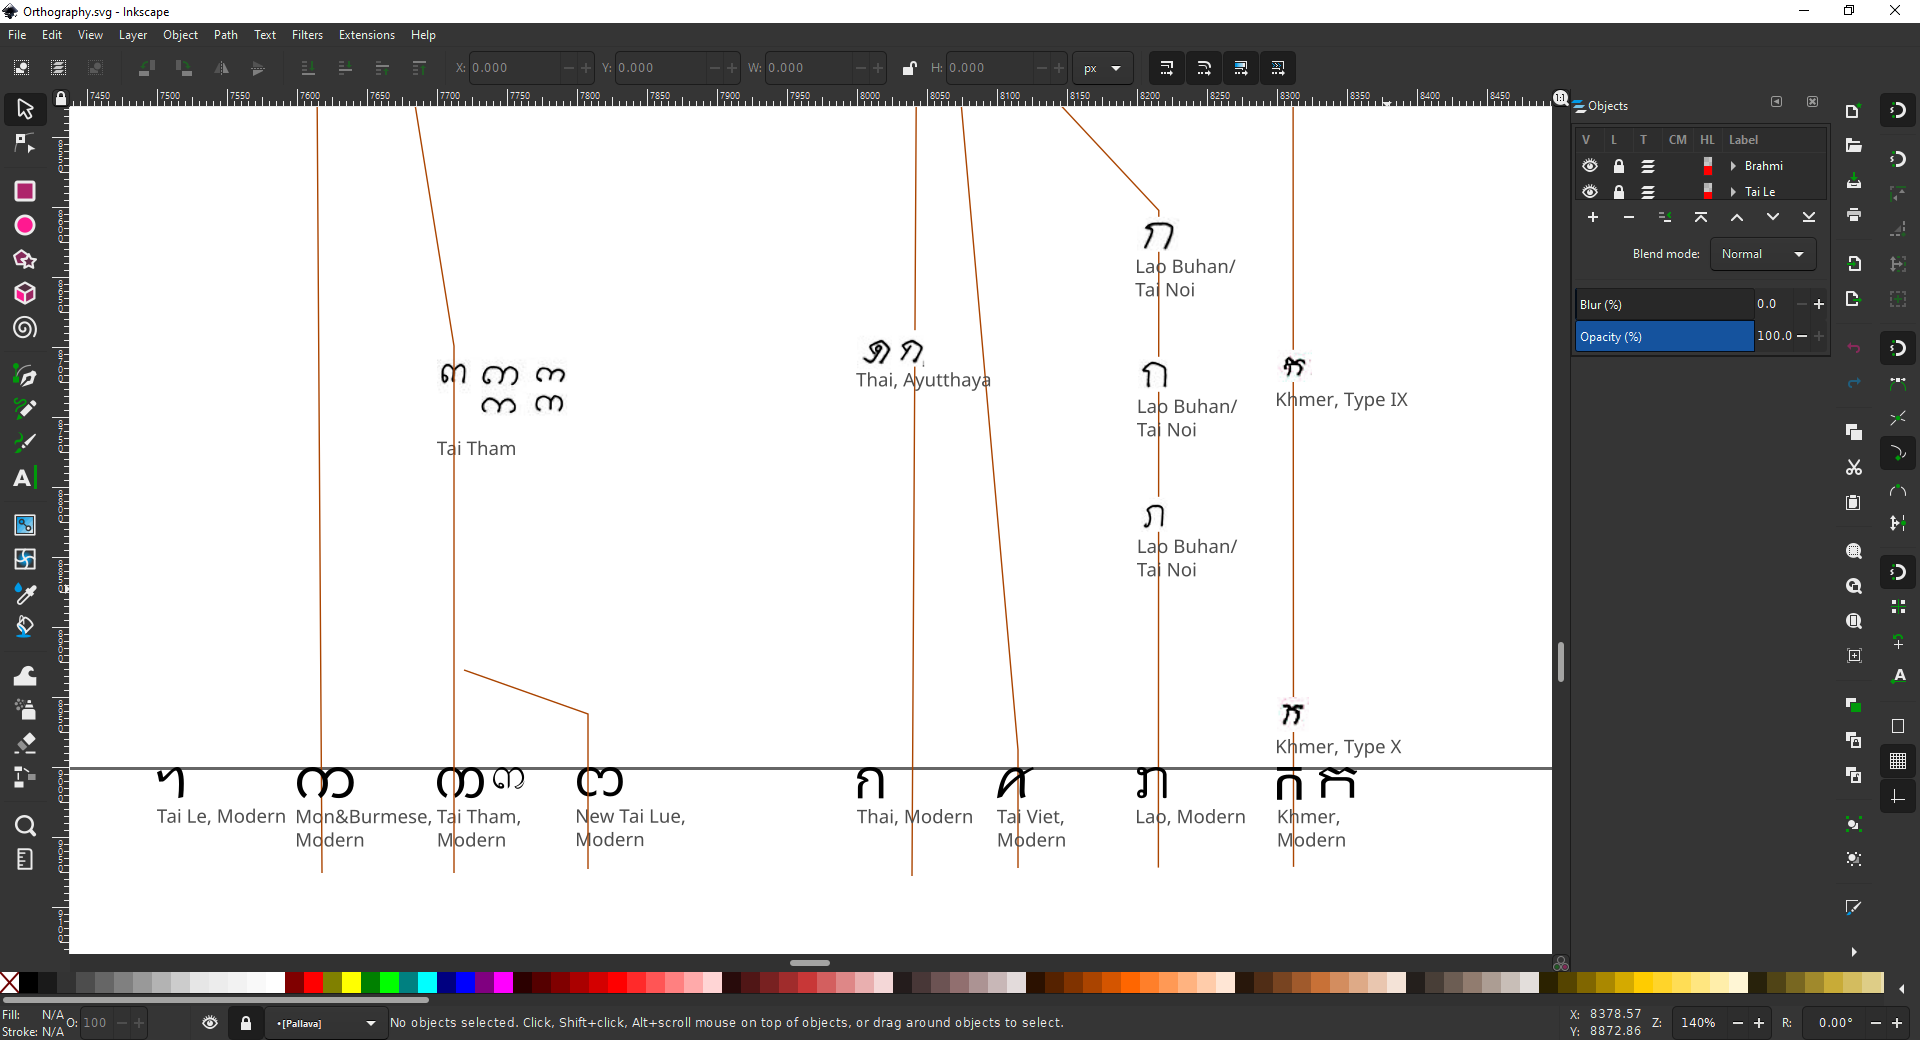 Orthography.svg - Inkscape
File Edit View Layer Object Path Text Filters Extensions Help
X: 0.000 Y: 0.000 W: 0.000 H: 0.000 px
7450 7500 7550 7600 7650 7700 7750 7800 7850 7900 7950 8000 8050 8100 8150 8200 8250 8300 8350 8400 8450
1:1
Objects
V L T CM HL Label
Brahmi
Tai Le
Blend mode: Normal
Blur (%) 0.0
Opacity (%) 100.0
Lao Buhan/
Tai Noi
Thai, Ayutthaya
Lao Buhan/
Tai Noi
Khmer, Type IX
Tai Tham
Lao Buhan/
Tai Noi
Khmer, Type X
Tai Le, Modern
Mon&Burmese,
Modern
Tai Tham,
Modern
New Tai Lue,
Modern
Thai, Modern
Tai Viet,
Modern
Lao, Modern
Khmer,
Modern
Fill: N/A
Stroke: N/A
O: 100
•[Pallava]
No objects selected. Click, Shift+click, Alt+scroll mouse on top of objects, or drag around objects to select.
X: 8378.57
Y: 8872.86
Z: 140%
R: 0.00°